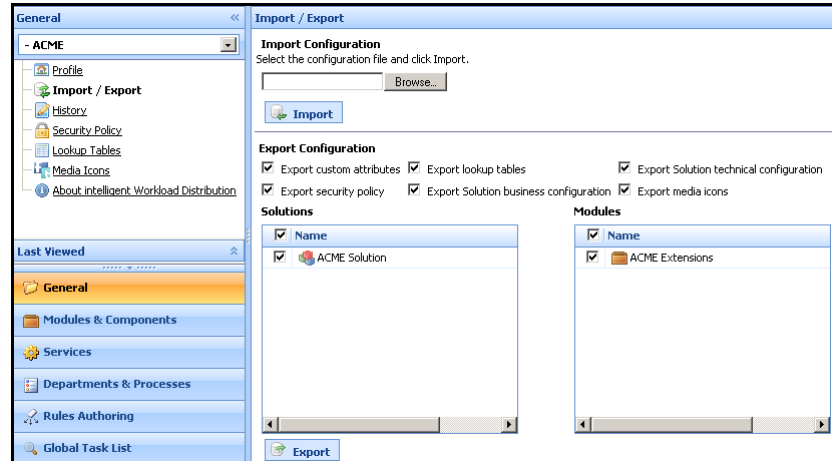 General
- ACME
Profile
Import / Export
History
Security Policy
Lookup Tables
Media Icons
About intelligent Workload Distribution
Last Viewed
General
Modules & Components
Services
Departments & Processes
Rules Authoring
Global Task List
Import / Export
Import Configuration
Select the configuration file and click Import.
Browse...
Import
Export Configuration
Export custom attributes Export lookup tables Export Solution technical configuration
Export security policy Export Solution business configuration Export media icons
Solutions Modules
Name Name
ACME Solution ACME Extensions
Export